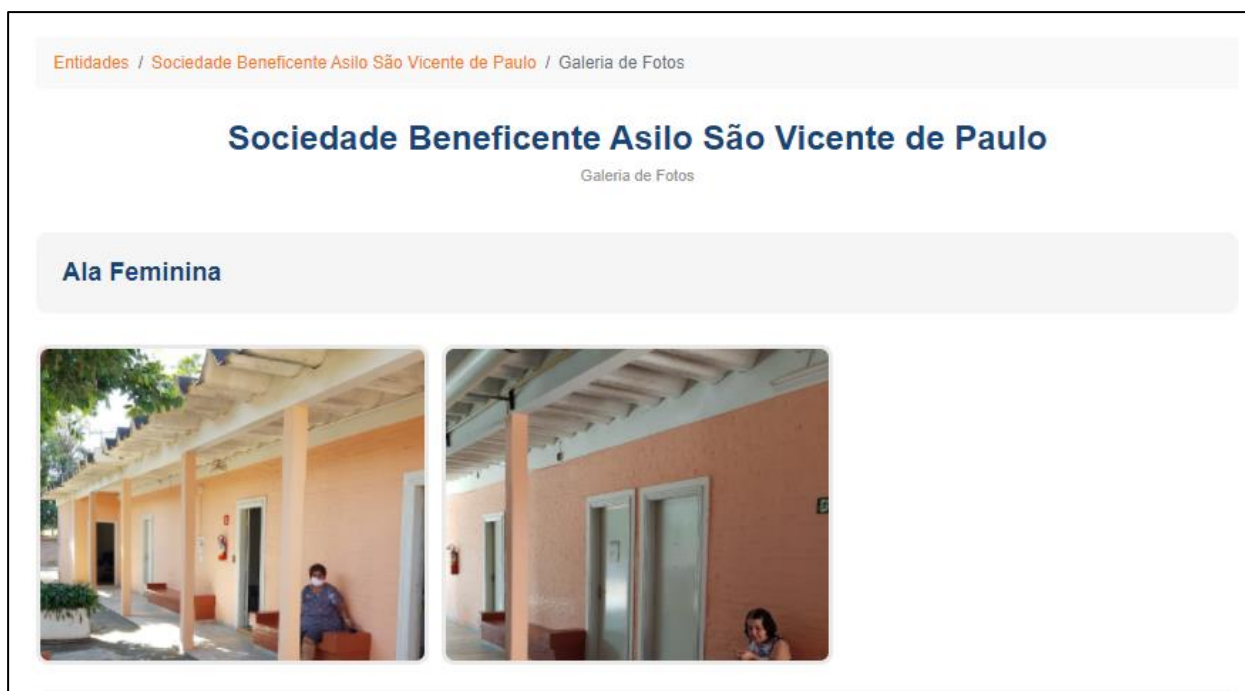 Entidades / Sociedade Beneficente Asilo São Vicente de Paulo / Galeria de Fotos
Sociedade Beneficente Asilo São Vicente de Paulo
Galeria de Fotos
Ala Feminina